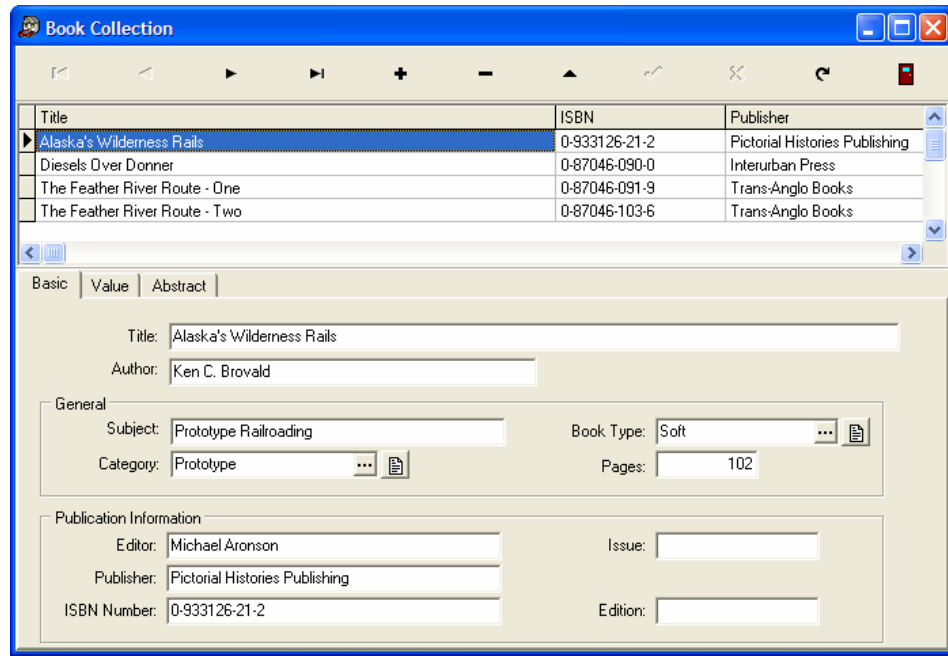 Book Collection
Title ISBN Publisher
Alaska's Wilderness Rails 0-933126-21-2 Pictorial Histories Publishing
Diesels Over Donner 0-87046-090-0 Interurban Press
The Feather River Route - One 0-87046-091-9 Trans-Anglo Books
The Feather River Route - Two 0-87046-103-6 Trans-Anglo Books
Basic Value Abstract
Title: Alaska's Wilderness Rails
Author: Ken C. Brovald
General
Subject: Prototype Railroading Book Type: Soft ...
Category: Prototype ... Pages: 102
Publication Information
Editor: Michael Aronson Issue:
Publisher: Pictorial Histories Publishing
ISBN Number: 0-933126-21-2 Edition: